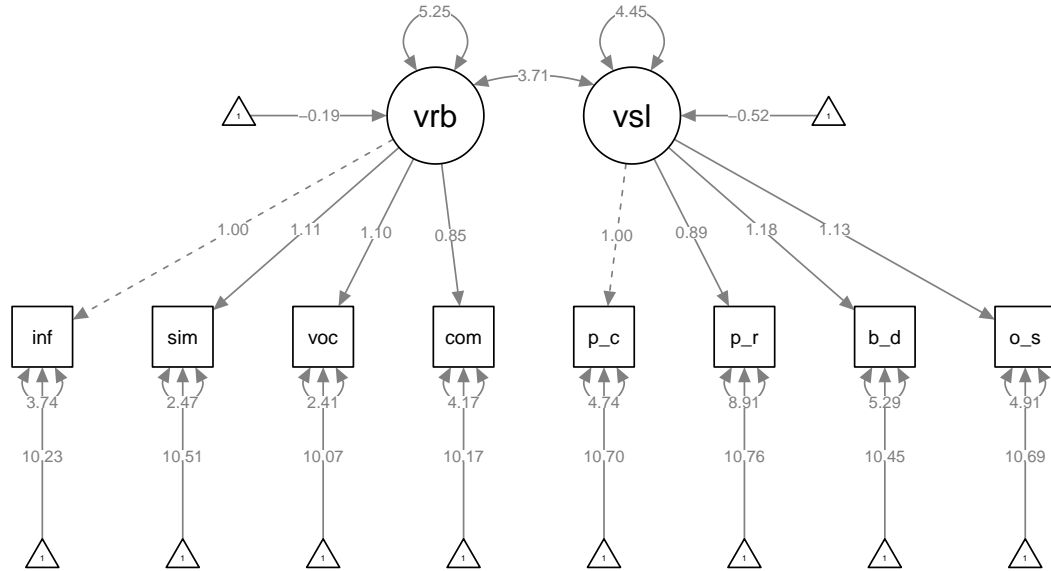 5.25 4.45
3.71
1 −0.19 vrb vsl −0.52 1
1.00 1.11 1.10 0.85 1.00 0.89 1.18 1.13
inf sim voc com p_c p_r b_d o_s
3.74 2.47 2.41 4.17 4.74 8.91 5.29 4.91
10.23 10.51 10.07 10.17 10.70 10.76 10.45 10.69
1 1 1 1 1 1 1 1